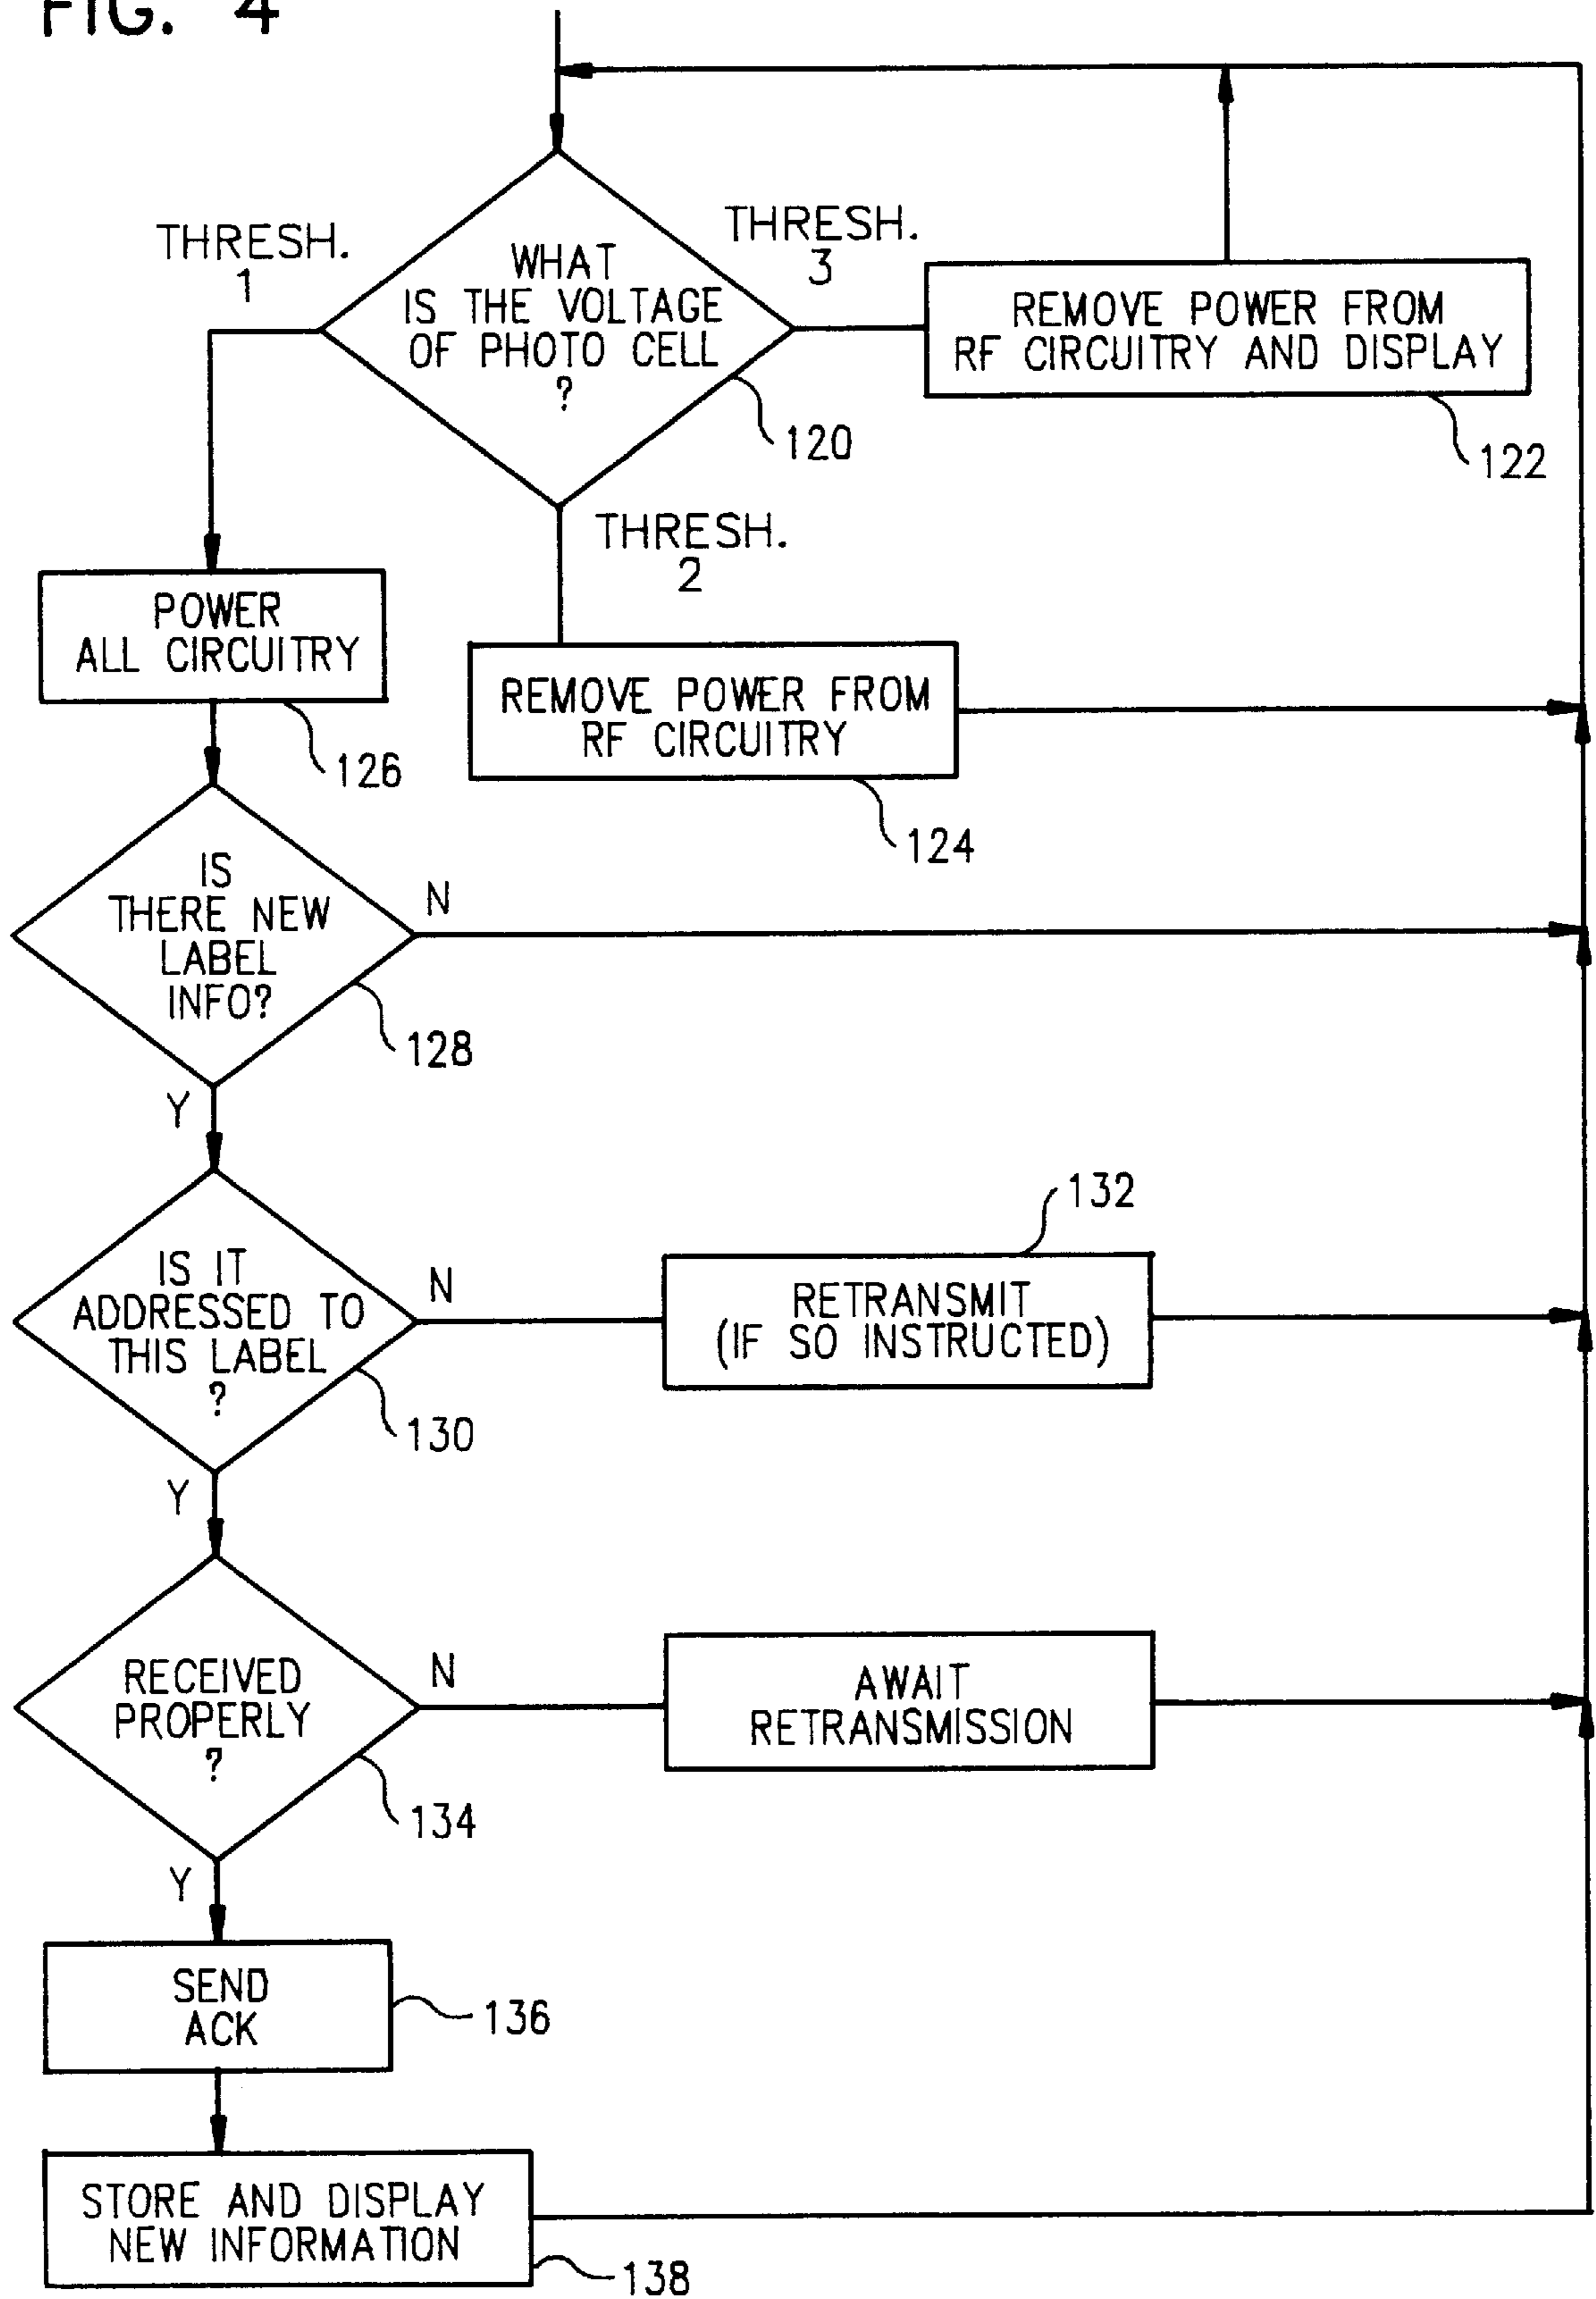 FIG. 4
THRESH.
1
WHAT
IS THE VOLTAGE
OF PHOTO CELL
?
120
THRESH.
3
REMOVE POWER FROM
RF CIRCUITRY AND DISPLAY
122
THRESH.
2
POWER
ALL CIRCUITRY
126
REMOVE POWER FROM
RF CIRCUITRY
124
IS
THERE NEW
LABEL
INFO?
128
N
Y
IS IT
ADDRESSED TO
THIS LABEL
?
130
N
RETRANSMIT
(IF SO INSTRUCTED)
132
Y
RECEIVED
PROPERLY
?
134
N
AWAIT
RETRANSMISSION
Y
SEND
ACK
136
STORE AND DISPLAY
NEW INFORMATION
138